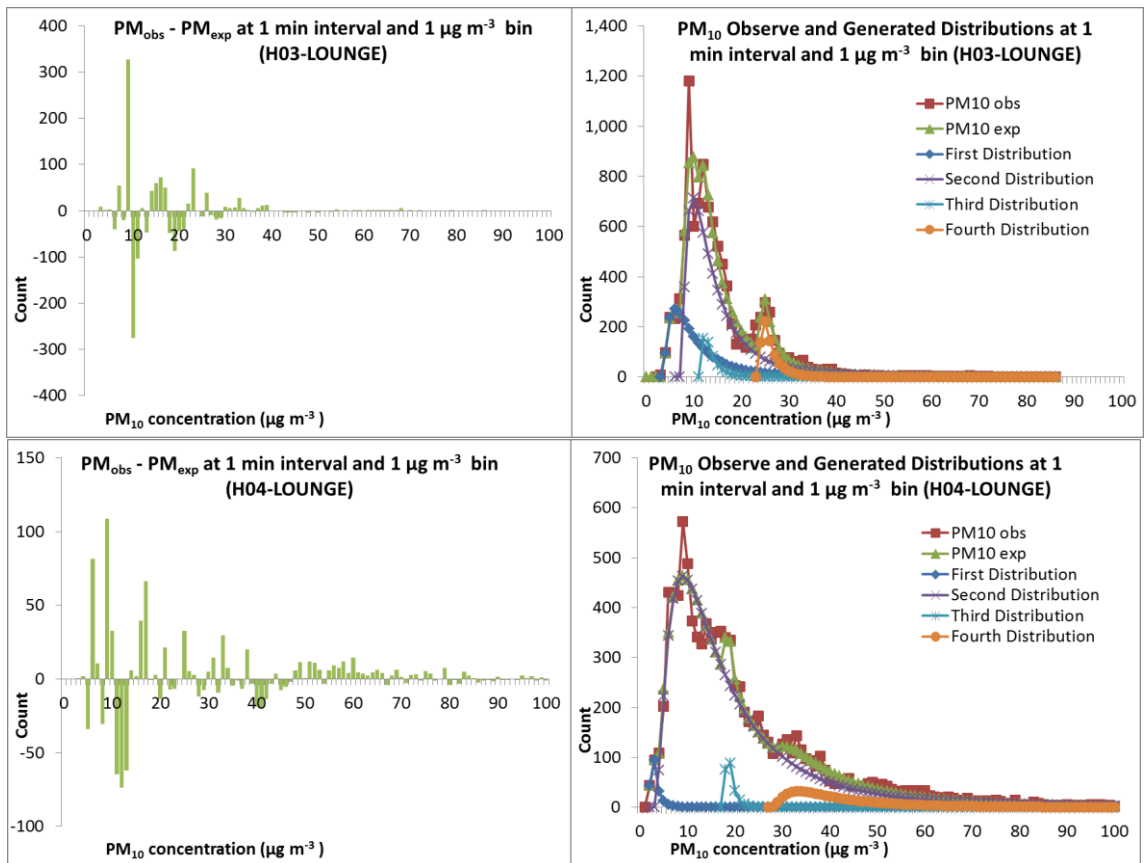 PMobs - PMexp at 1 min interval and 1 µg m-3 bin
(H03-LOUNGE)
400
300
200
100
0
-100
-200
-300
-400
Count
0 10 20 30 40 50 60 70 80 90 100
PM10 concentration (µg m-3 )
PM10 Observe and Generated Distributions at 1
min interval and 1 µg m-3 bin (H03-LOUNGE)
1,400
1,200
1,000
800
600
400
200
0
Count
PM10 obs
PM10 exp
First Distribution
Second Distribution
Third Distribution
Fourth Distribution
0 10 20 30 40 50 60 70 80 90 100
PM10 concentration (µg m-3 )
PMobs - PMexp at 1 min interval and 1 µg m-3 bin
(H04-LOUNGE)
150
100
50
0
-50
-100
Count
0 10 20 30 40 50 60 70 80 90 100
PM10 concentration (µg m-3 )
PM10 Observe and Generated Distributions at 1
min interval and 1 µg m-3 bin (H04-LOUNGE)
700
600
500
400
300
200
100
0
Count
PM10 obs
PM10 exp
First Distribution
Second Distribution
Third Distribution
Fourth Distribution
0 10 20 30 40 50 60 70 80 90 100
PM10 concentration (µg m-3 )